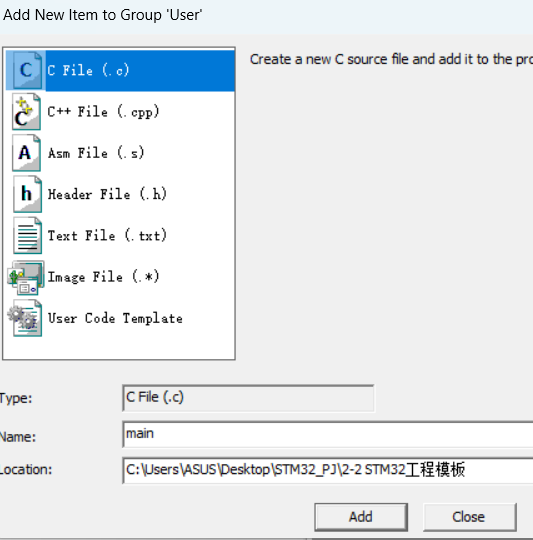 Add New Item to Group 'User'
C File (.c)
Create a new C source file and add it to the pro
C++ File (.cpp)
Asm File (.s)
Header File (.h)
Text File (.txt)
Image File (.*)
User Code Template
Type:
C File (.c)
Name:
main
Location:
C:\Users\ASUS\Desktop\STM32_PJ\2-2 STM32工程模板
Add
Close